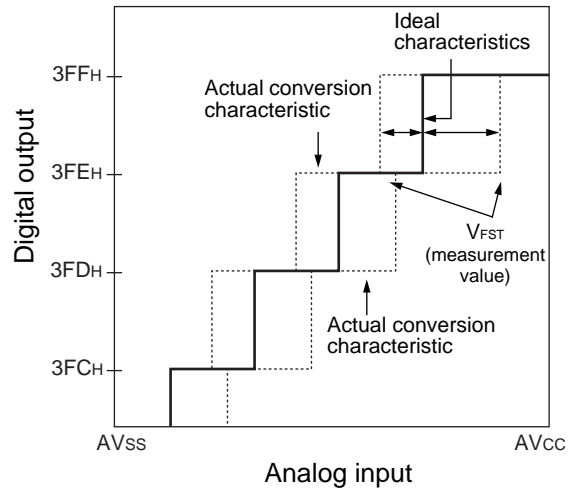 Ideal
characteristics
3FFH
Actual conversion
characteristic
3FEH
VFST
(measurement
value)
3FDH
Actual conversion
characteristic
3FCH
AVSS
AVCC
Analog input
Digital output